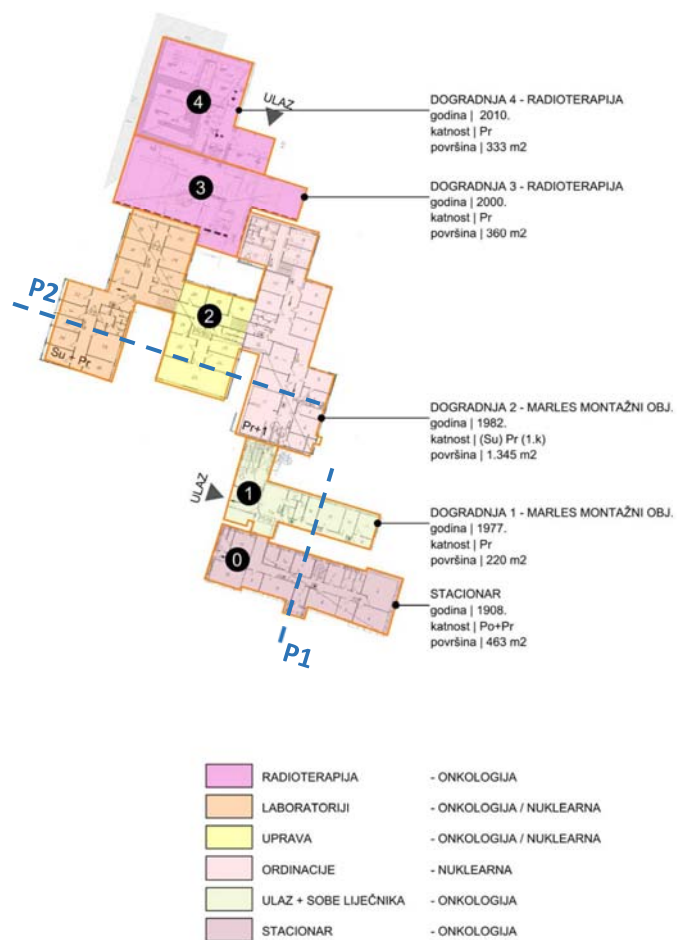 4
ULAZ
DOGRADNJA 4 - RADIOTERAPIJA
godina | 2010.
katnost | Pr
površina | 333 m2
3
DOGRADNJA 3 - RADIOTERAPIJA
godina | 2000.
katnost | Pr
površina | 360 m2
P2
2
Su + Pr
Pr+1
DOGRADNJA 2 - MARLES MONTAŽNI OBJ.
godina | 1982.
katnost | (Su) Pr (1.k)
površina | 1.345 m2
ULAZ
1
DOGRADNJA 1 - MARLES MONTAŽNI OBJ.
godina | 1977.
katnost | Pr
površina | 220 m2
0
STACIONAR
godina | 1908.
katnost | Po+Pr
površina | 463 m2
P1
RADIOTERAPIJA - ONKOLOGIJA
LABORATORIJI - ONKOLOGIJA / NUKLEARNA
UPRAVA - ONKOLOGIJA / NUKLEARNA
ORDINACIJE - NUKLEARNA
ULAZ + SOBE LIJEČNIKA - ONKOLOGIJA
STACIONAR - ONKOLOGIJA